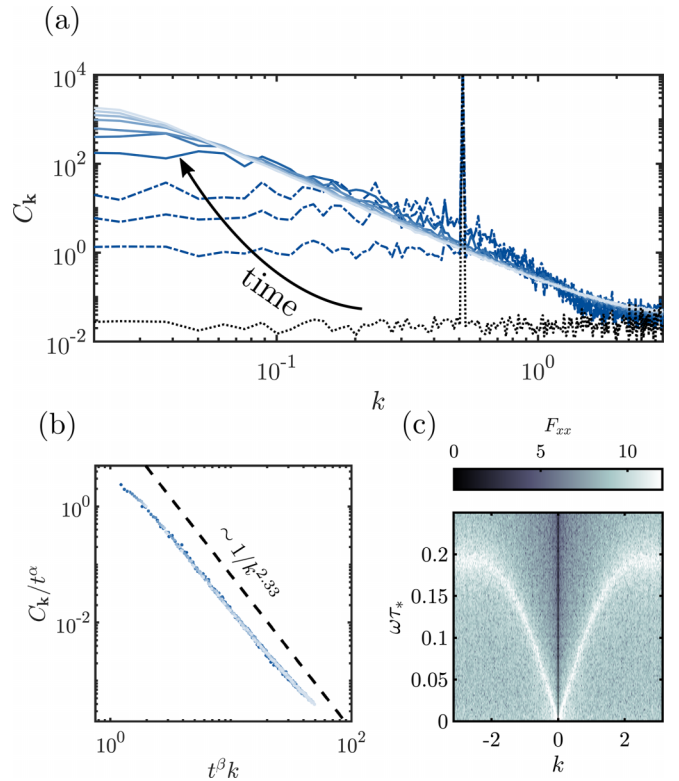 (a)
10^4
10^2
10^0
10^-2
C_k
time
10^-1
10^0
k
(b)
10^0
10^-2
C_k/t^α
~ 1/k^2.33
10^0
10^2
t^β k
(c)
F_xx
0 5 10
0.2
0.15
0.1
0.05
0
ωτ_*
-2 0 2
k